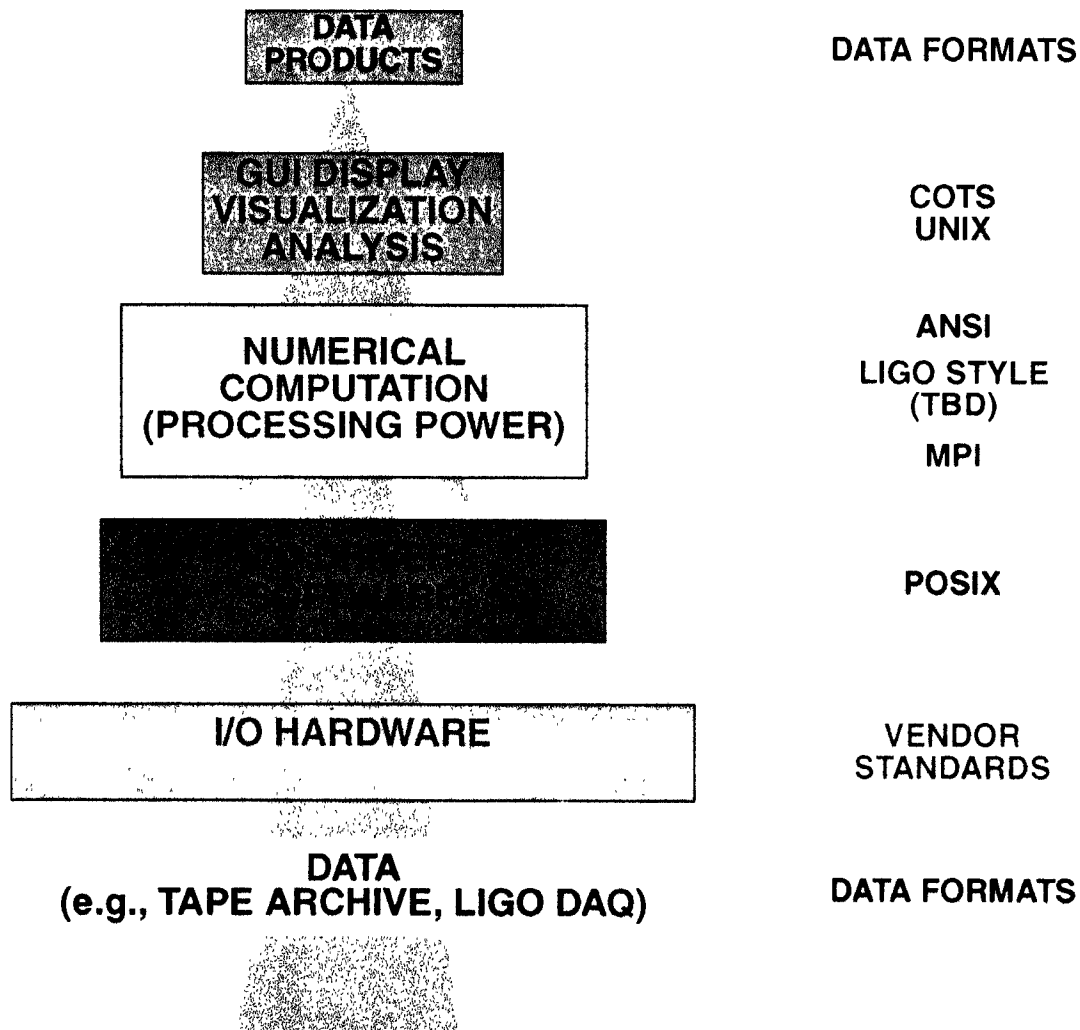 DATA
PRODUCTS
DATA FORMATS
GUI DISPLAY
VISUALIZATION
ANALYSIS
COTS
UNIX
NUMERICAL
COMPUTATION
(PROCESSING POWER)
ANSI
LIGO STYLE
(TBD)
MPI
POSIX
I/O HARDWARE
VENDOR
STANDARDS
DATA
(e.g., TAPE ARCHIVE, LIGO DAQ)
DATA FORMATS